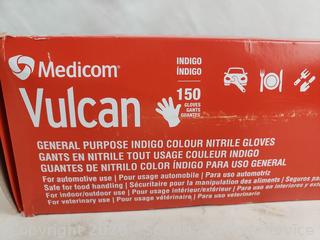 Medicom®
INDIGO
ÍNDIGO
Vulcan
150
GLOVES
GANTS
GUANTES
GENERAL PURPOSE INDIGO COLOUR NITRILE GLOVES
GANTS EN NITRILE TOUT USAGE COULEUR INDIGO
GUANTES DE NITRILO COLOR ÍNDIGO PARA USO GENERAL
For automotive use | Pour usage automobile | Para uso automotriz
Safe for food handling | Sécuritaire pour la manipulation des aliments | Seguros para
For indoor/outdoor use | Pour usage intérieur et extérieur | Para uso en interiores y
For veterinary use | Pour usage vétérinaire | Para uso veterinario